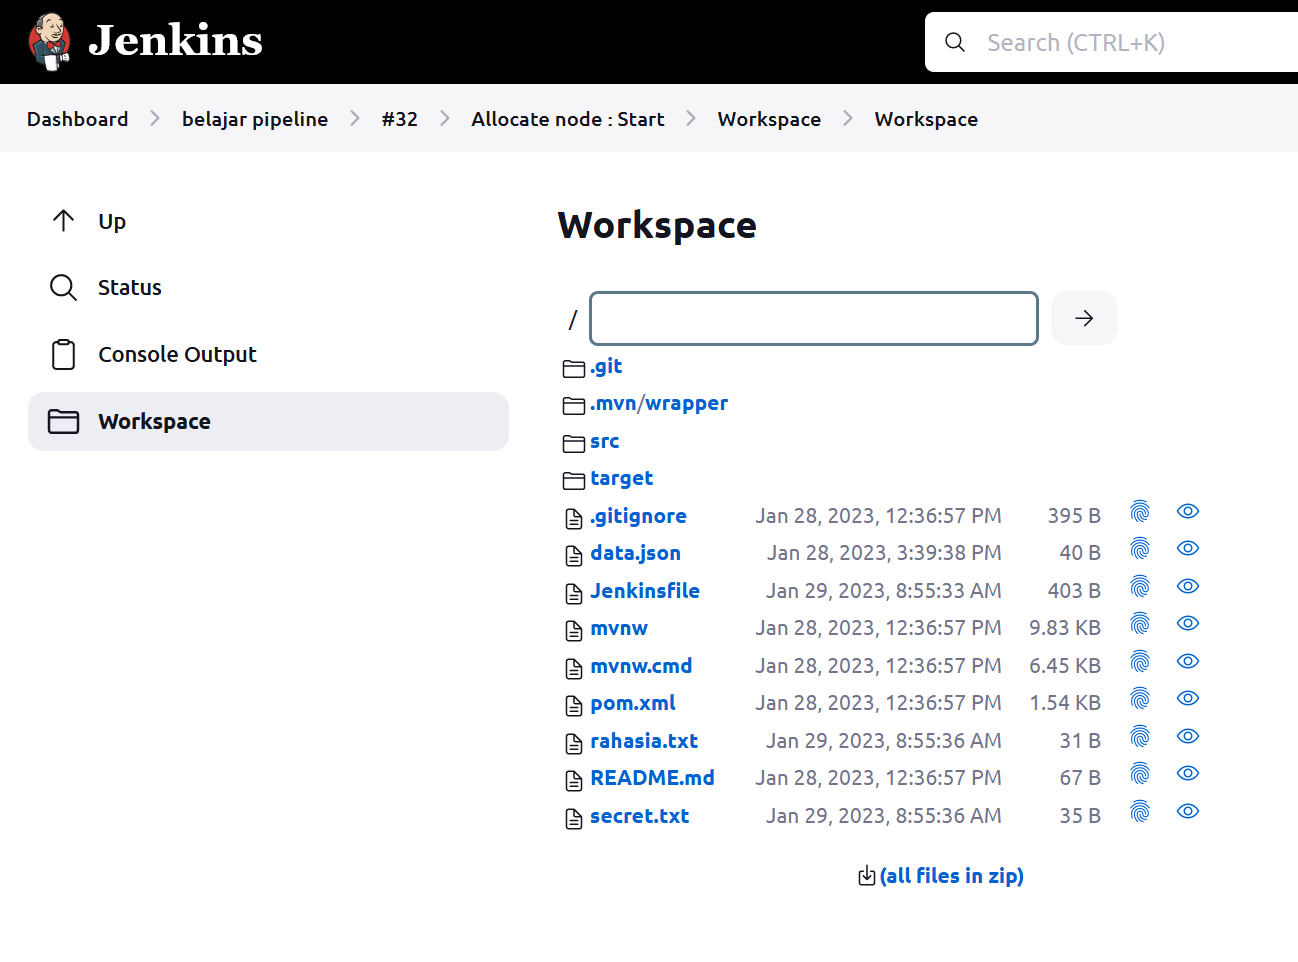 Jenkins
Search (CTRL+K)
Dashboard > belajar pipeline > #32 > Allocate node : Start > Workspace > Workspace
Up
Status
Console Output
Workspace
Workspace
/
.git
.mvn/wrapper
src
target
.gitignore Jan 28, 2023, 12:36:57 PM 395 B
data.json Jan 28, 2023, 3:39:38 PM 40 B
Jenkinsfile Jan 29, 2023, 8:55:33 AM 403 B
mvnw Jan 28, 2023, 12:36:57 PM 9.83 KB
mvnw.cmd Jan 28, 2023, 12:36:57 PM 6.45 KB
pom.xml Jan 28, 2023, 12:36:57 PM 1.54 KB
rahasia.txt Jan 29, 2023, 8:55:36 AM 31 B
README.md Jan 28, 2023, 12:36:57 PM 67 B
secret.txt Jan 29, 2023, 8:55:36 AM 35 B
(all files in zip)